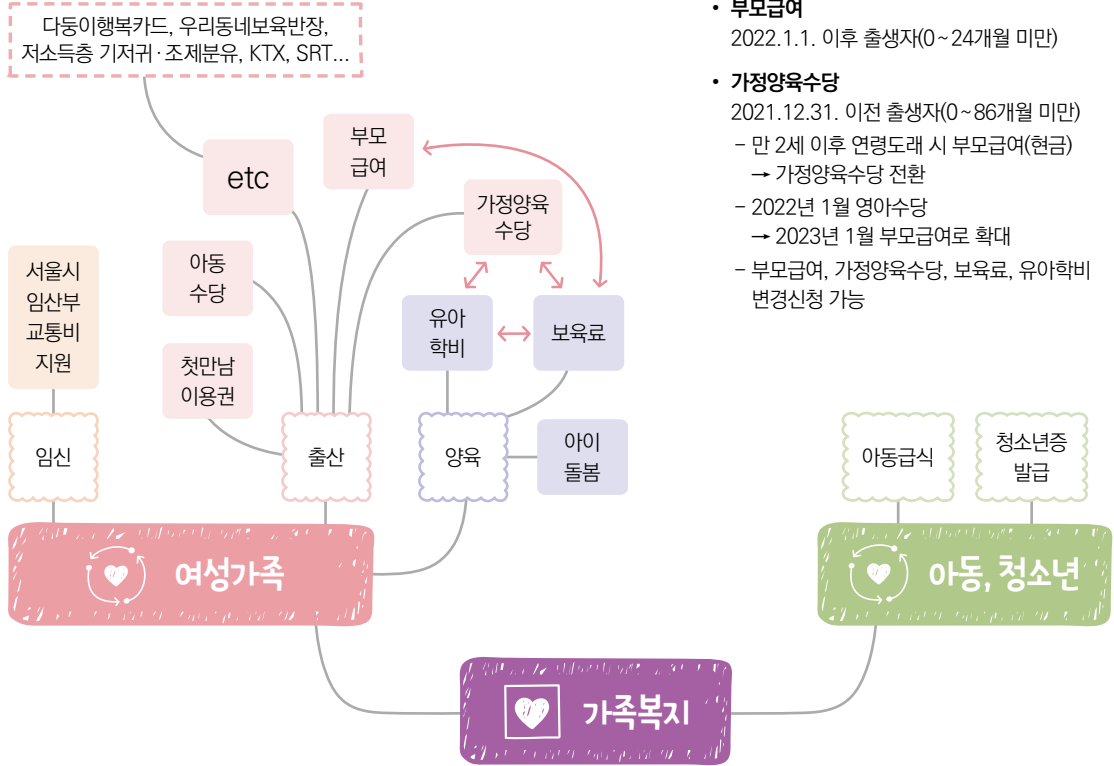 다둥이행복카드, 우리동네보육반장,
저소득층 기저귀·조제분유, KTX, SRT...
• 부모급여
2022.1.1. 이후 출생자(0~24개월 미만)
• 가정양육수당
2021.12.31. 이전 출생자(0~86개월 미만)
- 만 2세 이후 연령도래 시 부모급여(현금)
→ 가정양육수당 전환
- 2022년 1월 영아수당
→ 2023년 1월 부모급여로 확대
- 부모급여, 가정양육수당, 보육료, 유아학비
변경신청 가능
부모
급여
etc
가정양육
수당
아동
수당
서울시
임산부
교통비
지원
유아
학비
보육료
첫만남
이용권
임신
출산
양육
아이
돌봄
아동급식
청소년증
발급
여성가족
아동, 청소년
가족복지